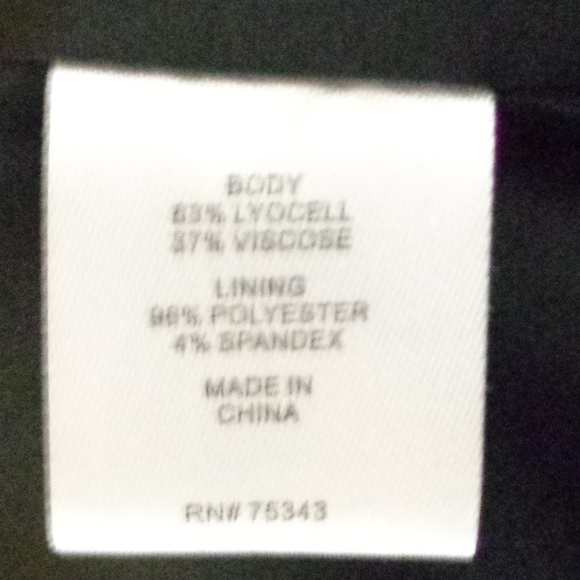 BODY
63% LYOCELL
37% VISCOSE
LINING
96% POLYESTER
4% SPANDEX
MADE IN
CHINA
RN# 75343